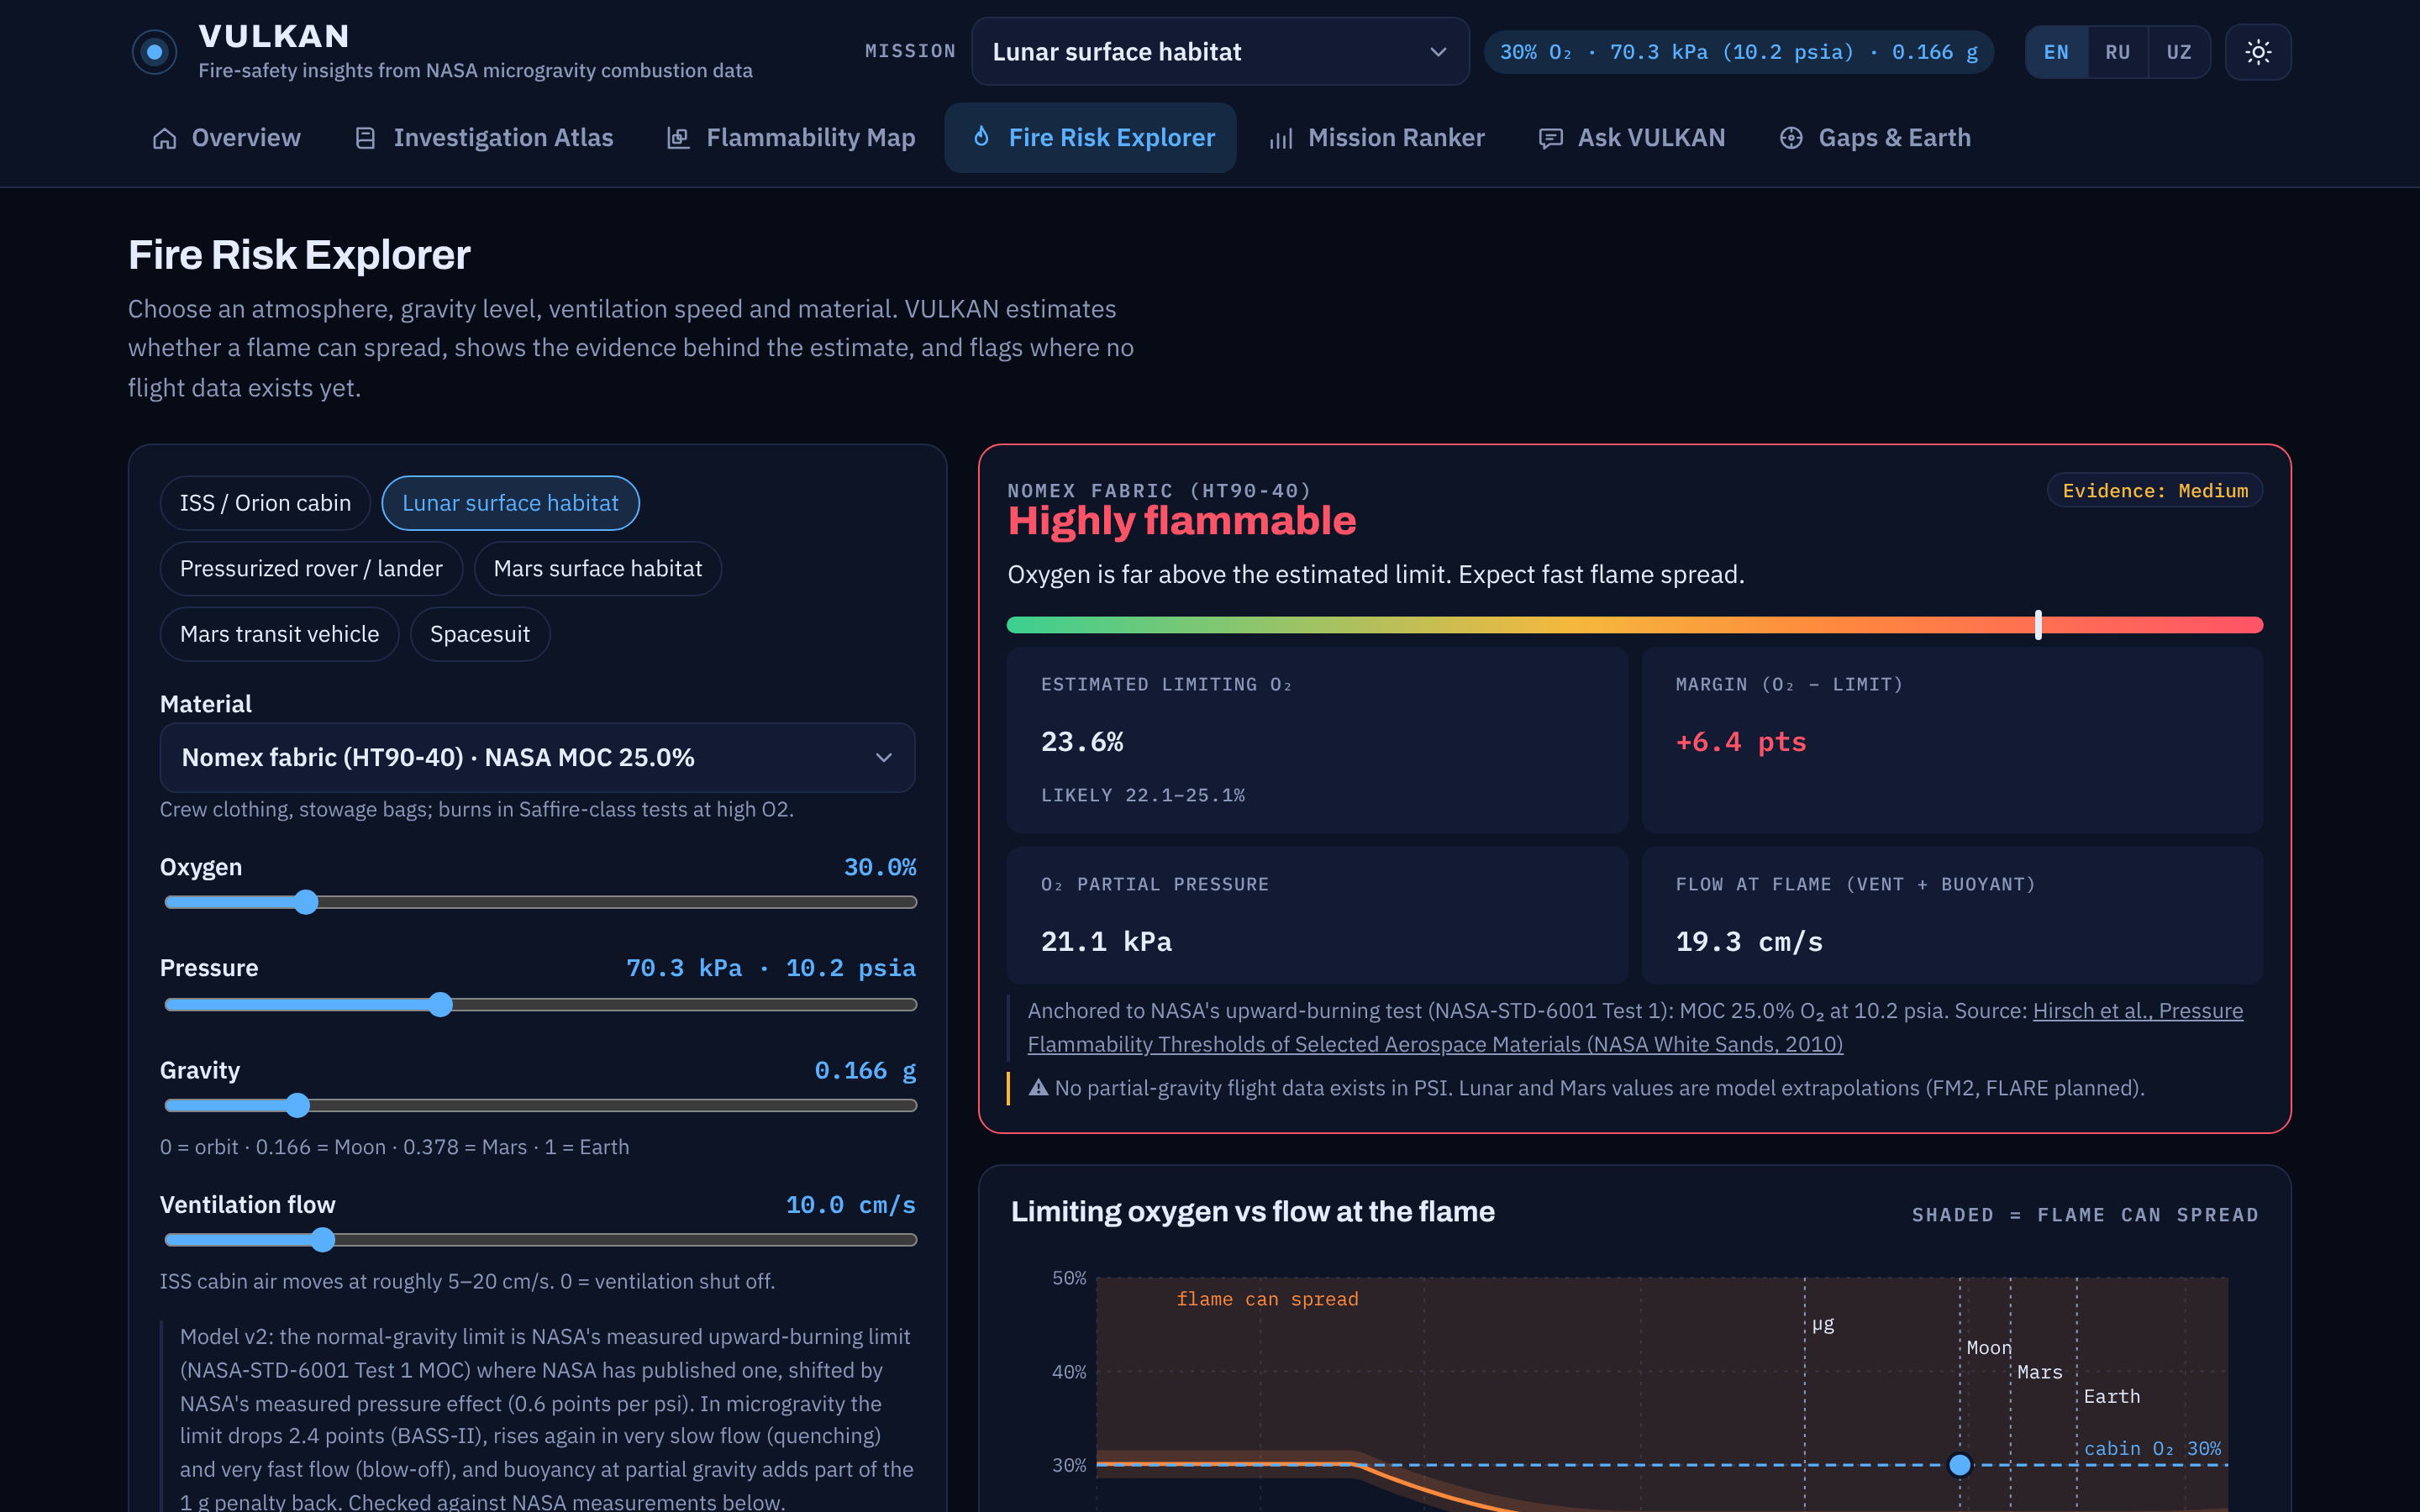 VULKAN
Fire-safety insights from NASA microgravity combustion data
MISSION
Lunar surface habitat
30% O₂ · 70.3 kPa (10.2 psia) · 0.166 g
EN
RU
UZ
Overview
Investigation Atlas
Flammability Map
Fire Risk Explorer
Mission Ranker
Ask VULKAN
Gaps & Earth
Fire Risk Explorer
Choose an atmosphere, gravity level, ventilation speed and material. VULKAN estimates
whether a flame can spread, shows the evidence behind the estimate, and flags where no
flight data exists yet.
ISS / Orion cabin
Lunar surface habitat
Pressurized rover / lander
Mars surface habitat
Mars transit vehicle
Spacesuit
Material
Nomex fabric (HT90-40) · NASA MOC 25.0%
Crew clothing, stowage bags; burns in Saffire-class tests at high O2.
Oxygen
30.0%
Pressure
70.3 kPa · 10.2 psia
Gravity
0.166 g
0 = orbit · 0.166 = Moon · 0.378 = Mars · 1 = Earth
Ventilation flow
10.0 cm/s
ISS cabin air moves at roughly 5–20 cm/s. 0 = ventilation shut off.
Model v2: the normal-gravity limit is NASA's measured upward-burning limit
(NASA-STD-6001 Test 1 MOC) where NASA has published one, shifted by
NASA's measured pressure effect (0.6 points per psi). In microgravity the
limit drops 2.4 points (BASS-II), rises again in very slow flow (quenching)
and very fast flow (blow-off), and buoyancy at partial gravity adds part of the
1 g penalty back. Checked against NASA measurements below.
NOMEX FABRIC (HT90-40)
Evidence: Medium
Highly flammable
Oxygen is far above the estimated limit. Expect fast flame spread.
ESTIMATED LIMITING O₂
23.6%
LIKELY 22.1–25.1%
MARGIN (O₂ − LIMIT)
+6.4 pts
O₂ PARTIAL PRESSURE
21.1 kPa
FLOW AT FLAME (VENT + BUOYANT)
19.3 cm/s
Anchored to NASA's upward-burning test (NASA-STD-6001 Test 1): MOC 25.0% O₂ at 10.2 psia. Source: Hirsch et al., Pressure
Flammability Thresholds of Selected Aerospace Materials (NASA White Sands, 2010)
⚠ No partial-gravity flight data exists in PSI. Lunar and Mars values are model extrapolations (FM2, FLARE planned).
Limiting oxygen vs flow at the flame
SHADED = FLAME CAN SPREAD
50%
flame can spread
µg
Moon
40%
Mars
Earth
cabin O₂ 30%
30%